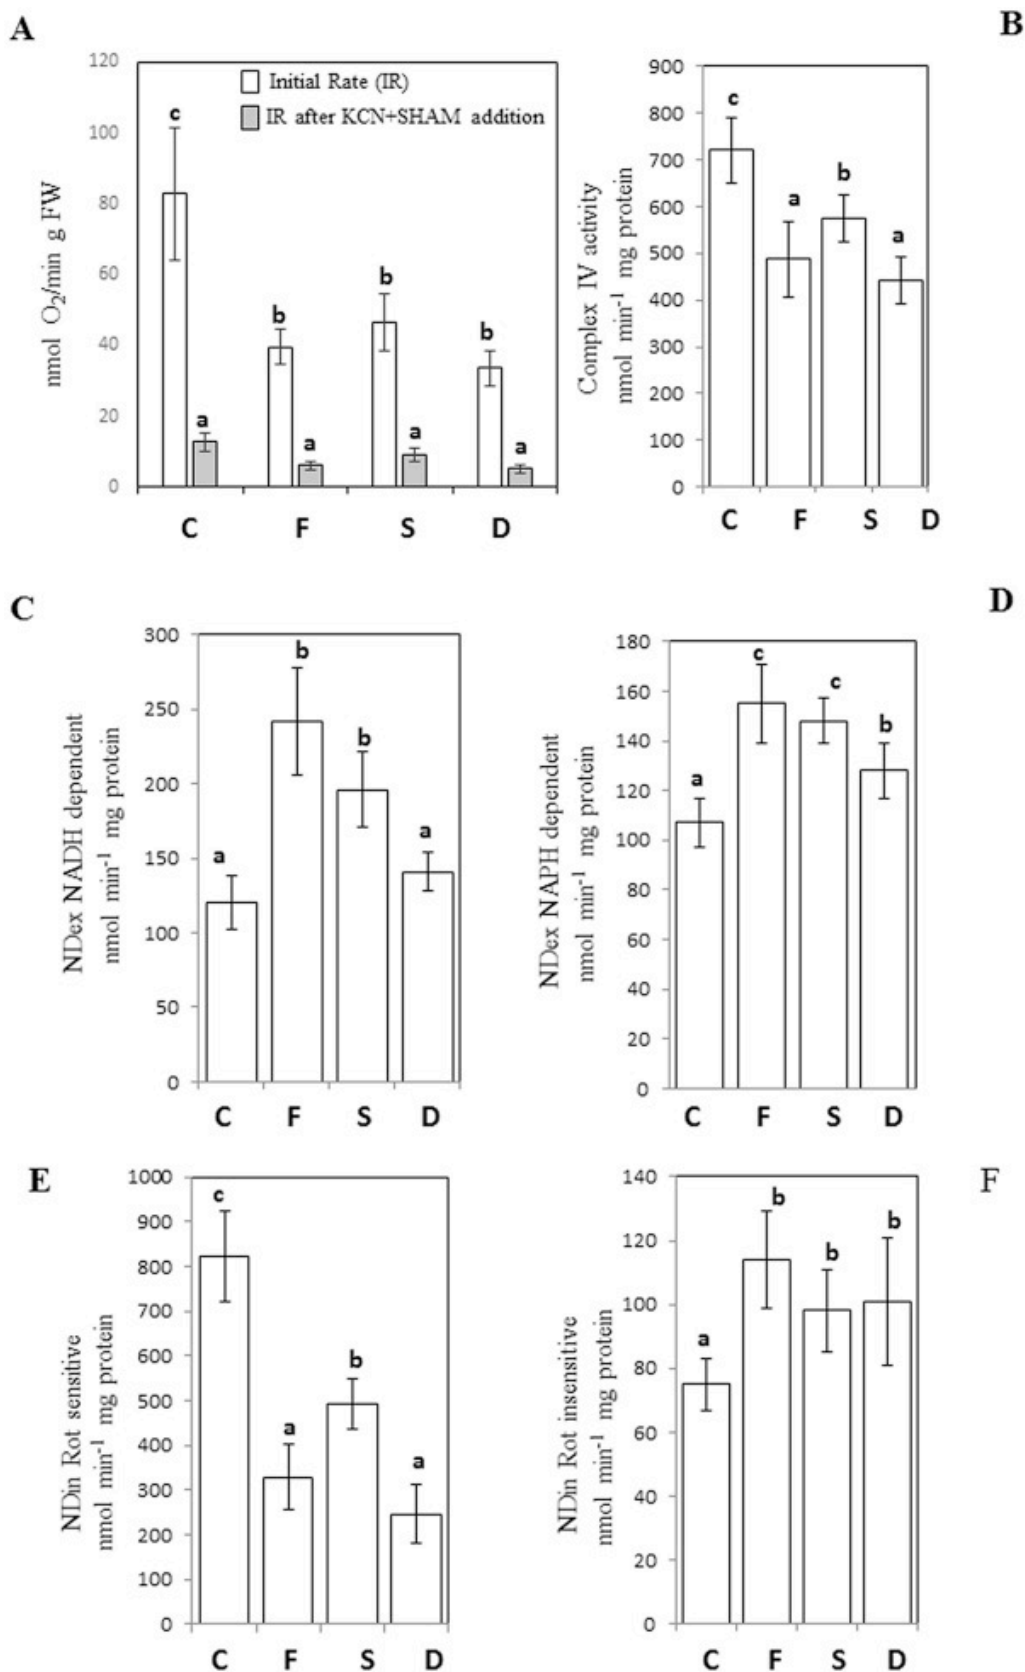 A
B
nmol O2/min g FW
120
100
80
60
40
20
0
Initial Rate (IR)
IR after KCN+SHAM addition
c
a
b
a
b
a
b
a
C F S D
Complex IV activity
nmol min-1 mg protein
900
800
700
600
500
400
300
200
100
0
c
a
b
a
C F S D
C
D
NDex NADH dependent
nmol min-1 mg protein
300
250
200
150
100
50
0
a
b
b
a
C F S D
NDex NAPH dependent
nmol min-1 mg protein
180
160
140
120
100
80
60
40
20
0
a
c
c
b
C F S D
E
F
NDin Rot sensitive
nmol min-1 mg protein
1000
900
800
700
600
500
400
300
200
100
0
c
a
b
a
C F S D
NDin Rot insensitive
nmol min-1 mg protein
140
120
100
80
60
40
20
0
a
b
b
b
C F S D